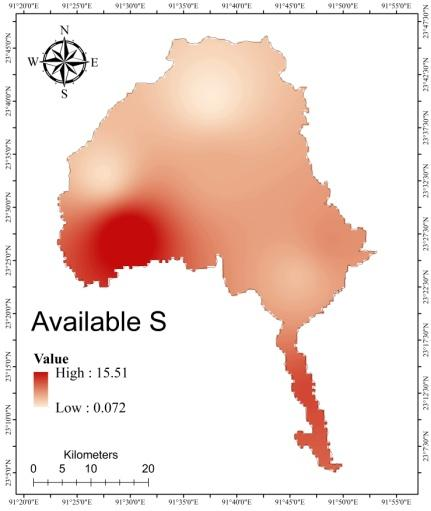 91°20'0"E 91°25'0"E 91°30'0"E 91°35'0"E 91°40'0"E 91°45'0"E 91°50'0"E 91°55'0"E
N
W E
S
23°45'0"N
23°40'0"N
23°35'0"N
23°30'0"N
23°25'0"N
23°20'0"N
23°15'0"N
23°10'0"N
23°5'0"N
23°47'30"N
23°42'30"N
23°37'30"N
23°32'30"N
23°27'30"N
23°22'30"N
23°17'30"N
23°12'30"N
23°7'30"N
Available S
Value
High : 15.51
Low : 0.072
Kilometers
0 5 10 20
91°20'0"E 91°25'0"E 91°30'0"E 91°35'0"E 91°40'0"E 91°45'0"E 91°50'0"E 91°55'0"E